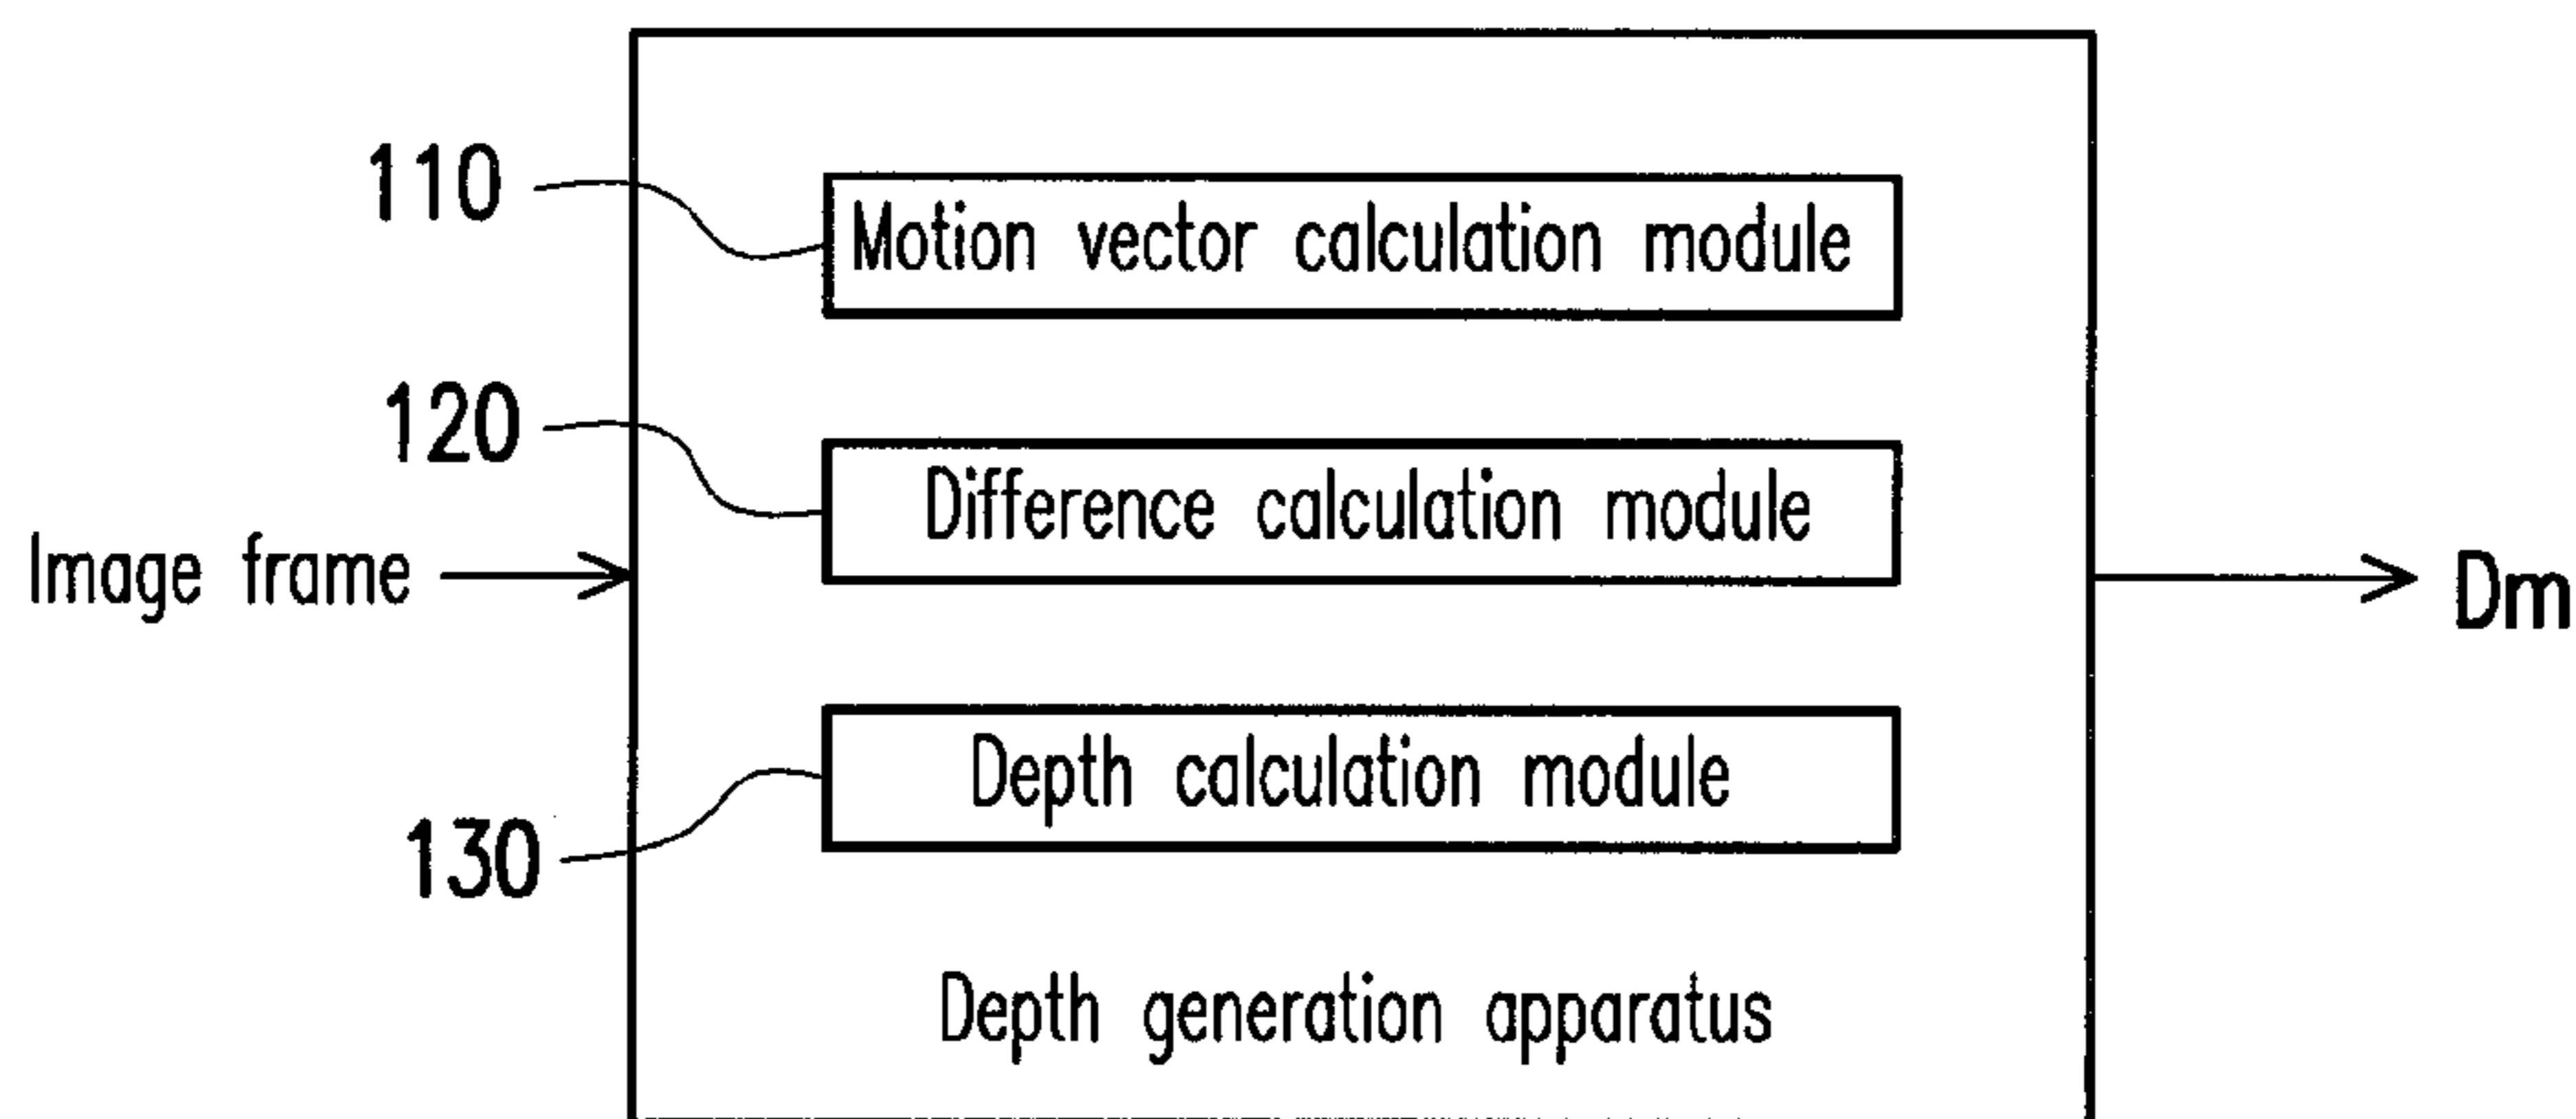 110
Motion vector calculation module
120
Difference calculation module
Image frame
Dm
Depth calculation module
130
Depth generation apparatus